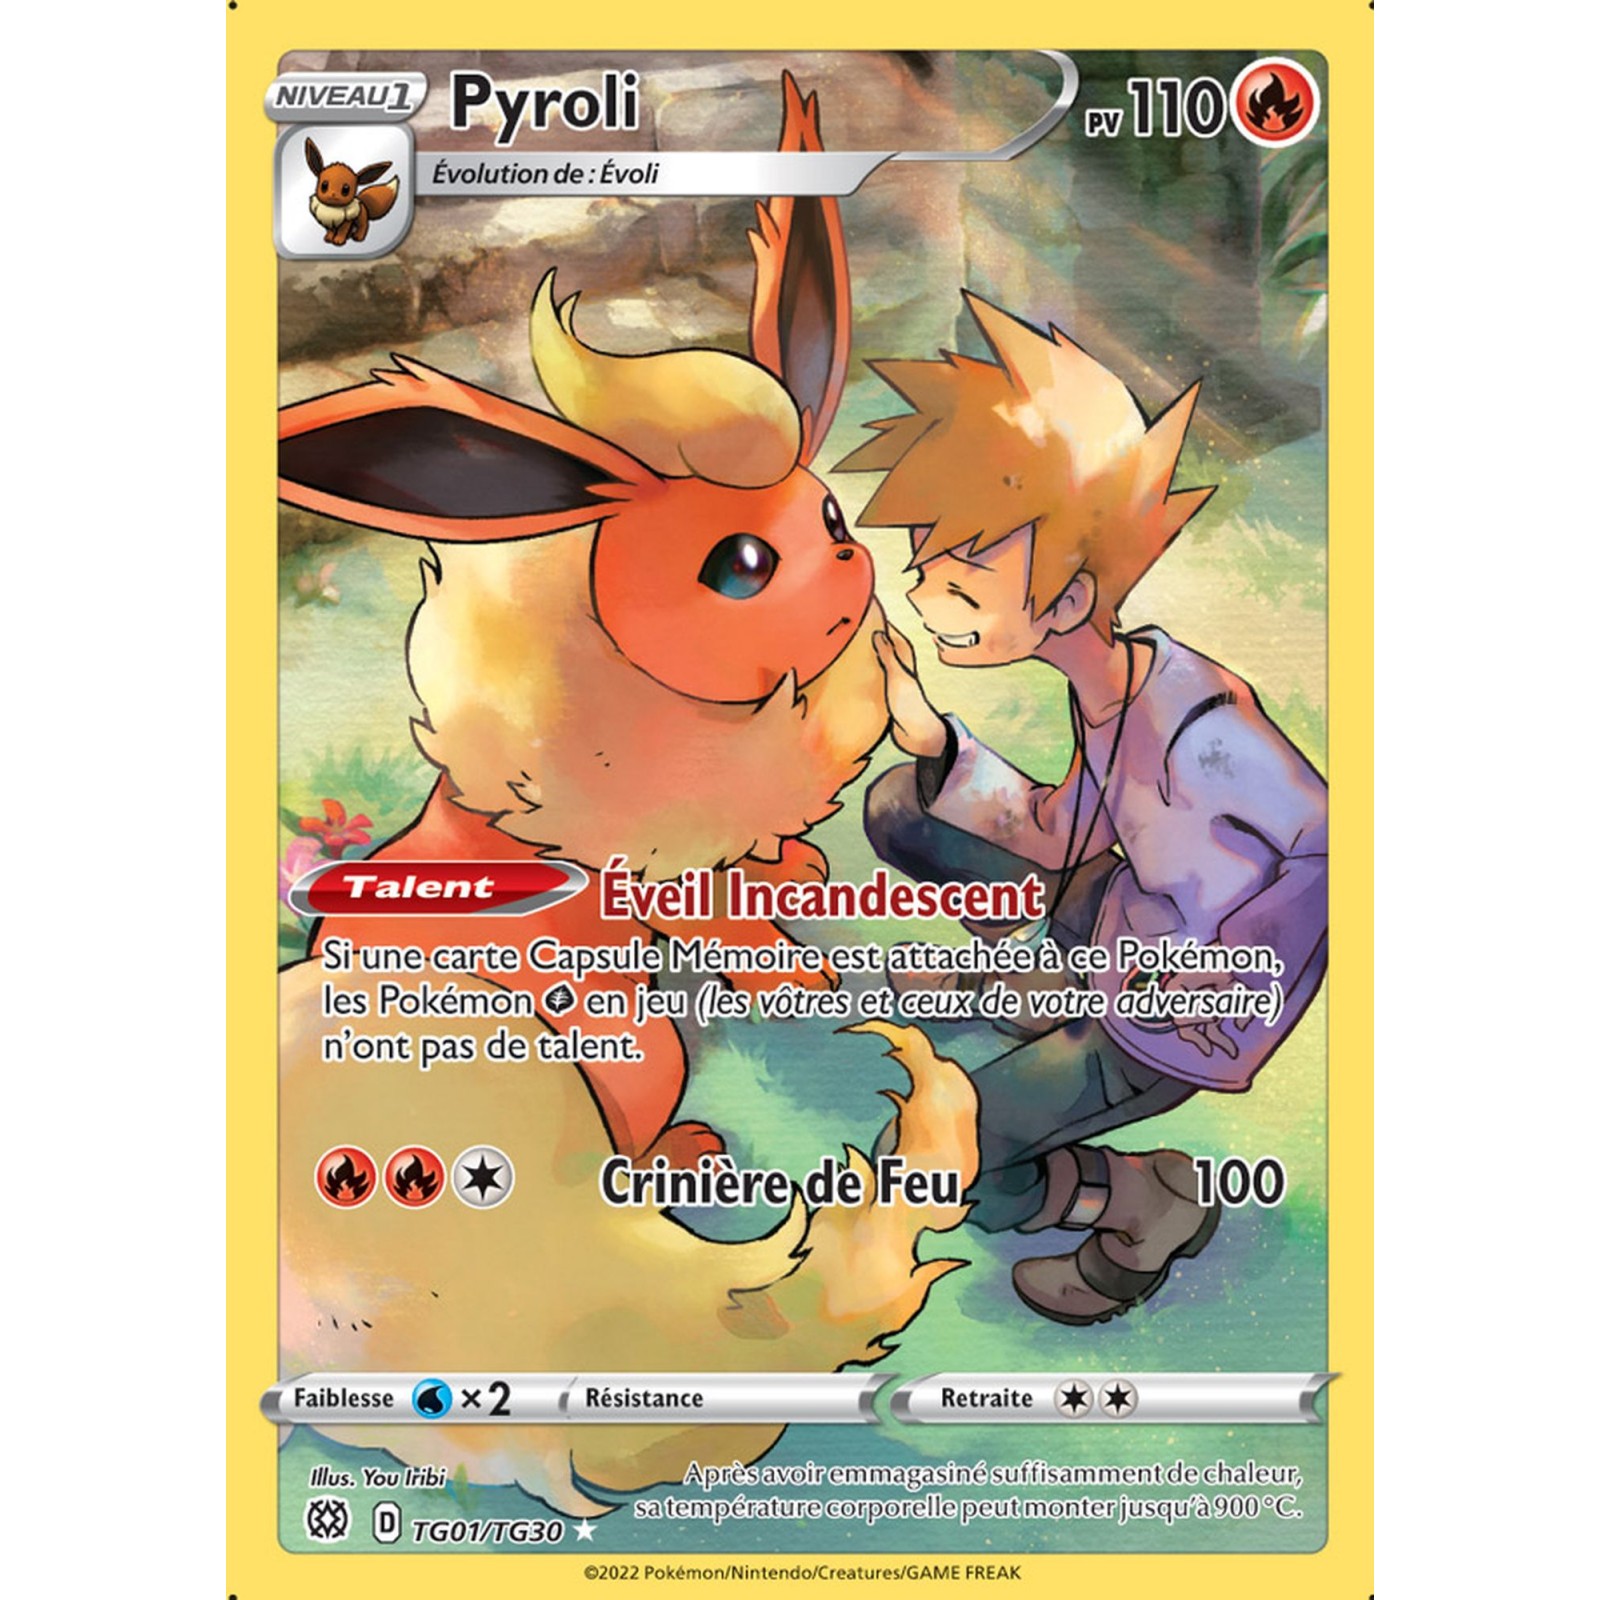 NIVEAU 1
Pyroli
PV 110
Évolution de : Évoli
Talent Éveil Incandescent
Si une carte Capsule Mémoire est attachée à ce Pokémon,
les Pokémon en jeu (les vôtres et ceux de votre adversaire)
n'ont pas de talent.
Crinière de Feu 100
Faiblesse ×2 Résistance Retraite
Illus. You Iribi
Après avoir emmagasiné suffisamment de chaleur,
sa température corporelle peut monter jusqu'à 900 °C.
D TG01/TG30
©2022 Pokémon/Nintendo/Creatures/GAME FREAK